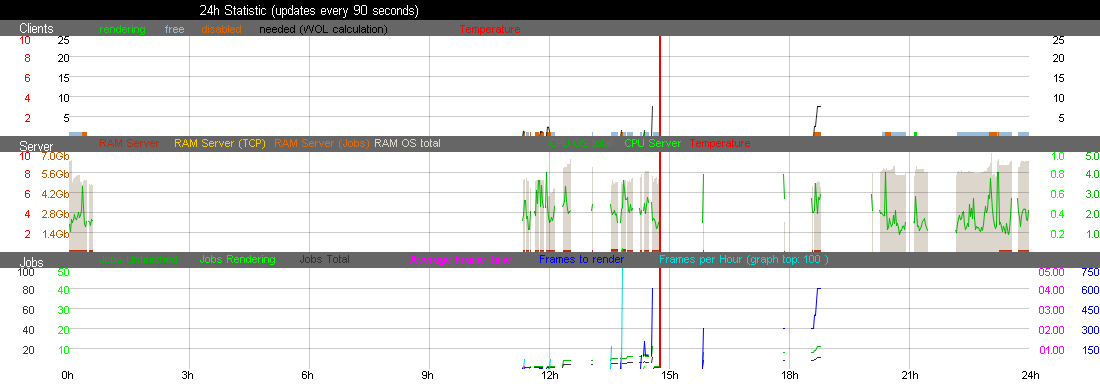 24h Statistic (updates every 90 seconds)
Clients rendering free disabled needed (WOL calculation) Temperature
10 25 25
8 20 20
6 15 15
4 10 10
2 5 5
Server RAM Server RAM Server (TCP) RAM Server (Jobs) RAM OS total CPU Server Temperature
10 7.0Gb 1.0 5.0
8 5.6Gb 0.8 4.0
6 4.2Gb 0.6 3.0
4 2.8Gb 0.4 2.0
2 1.4Gb 0.2 1.0
Jobs Jobs Rendering Jobs Total Average Frame Time Frames to render Frames per Hour (graph top: 100 )
100 50 05.00 750
80 40 04.00 600
60 30 03.00 450
40 20 02.00 300
20 10 01.00 150
0h 3h 6h 9h 12h 15h 18h 21h 24h